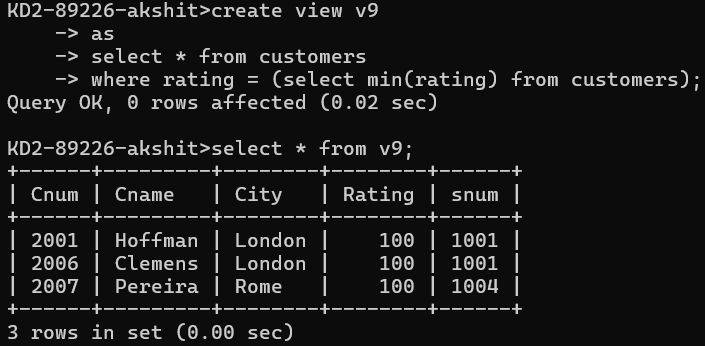 KD2-89226-akshit>create view v9
    -> as
    -> select * from customers
    -> where rating = (select min(rating) from customers);
Query OK, 0 rows affected (0.02 sec)

KD2-89226-akshit>select * from v9;
+------+---------+--------+--------+------+
| Cnum | Cname   | City   | Rating | snum |
+------+---------+--------+--------+------+
| 2001 | Hoffman | London |    100 | 1001 |
| 2006 | Clemens | London |    100 | 1001 |
| 2007 | Pereira | Rome   |    100 | 1004 |
+------+---------+--------+--------+------+
3 rows in set (0.00 sec)